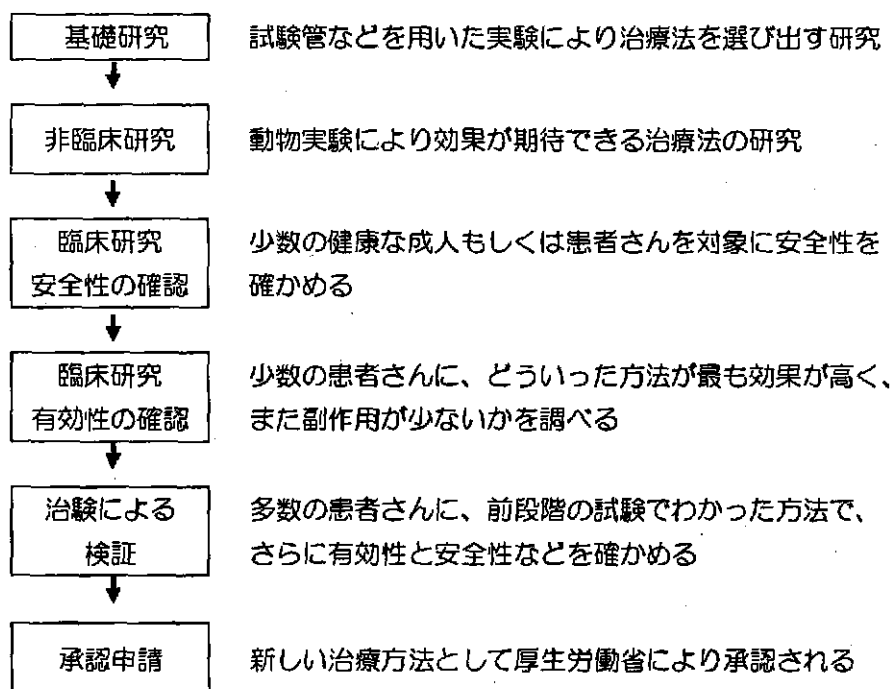 基礎研究 試験管などを用いた実験により治療法を選び出す研究
非臨床研究 動物実験により効果が期待できる治療法の研究
臨床研究 少数の健康な成人もしくは患者さんを対象に安全性を
安全性の確認 確かめる
臨床研究 少数の患者さんに、どういった方法が最も効果が高く、
有効性の確認 また副作用が少ないかを調べる
治験による 多数の患者さんに、前段階の試験でわかった方法で、
検証 さらに有効性と安全性などを確かめる
承認申請 新しい治療方法として厚生労働省により承認される